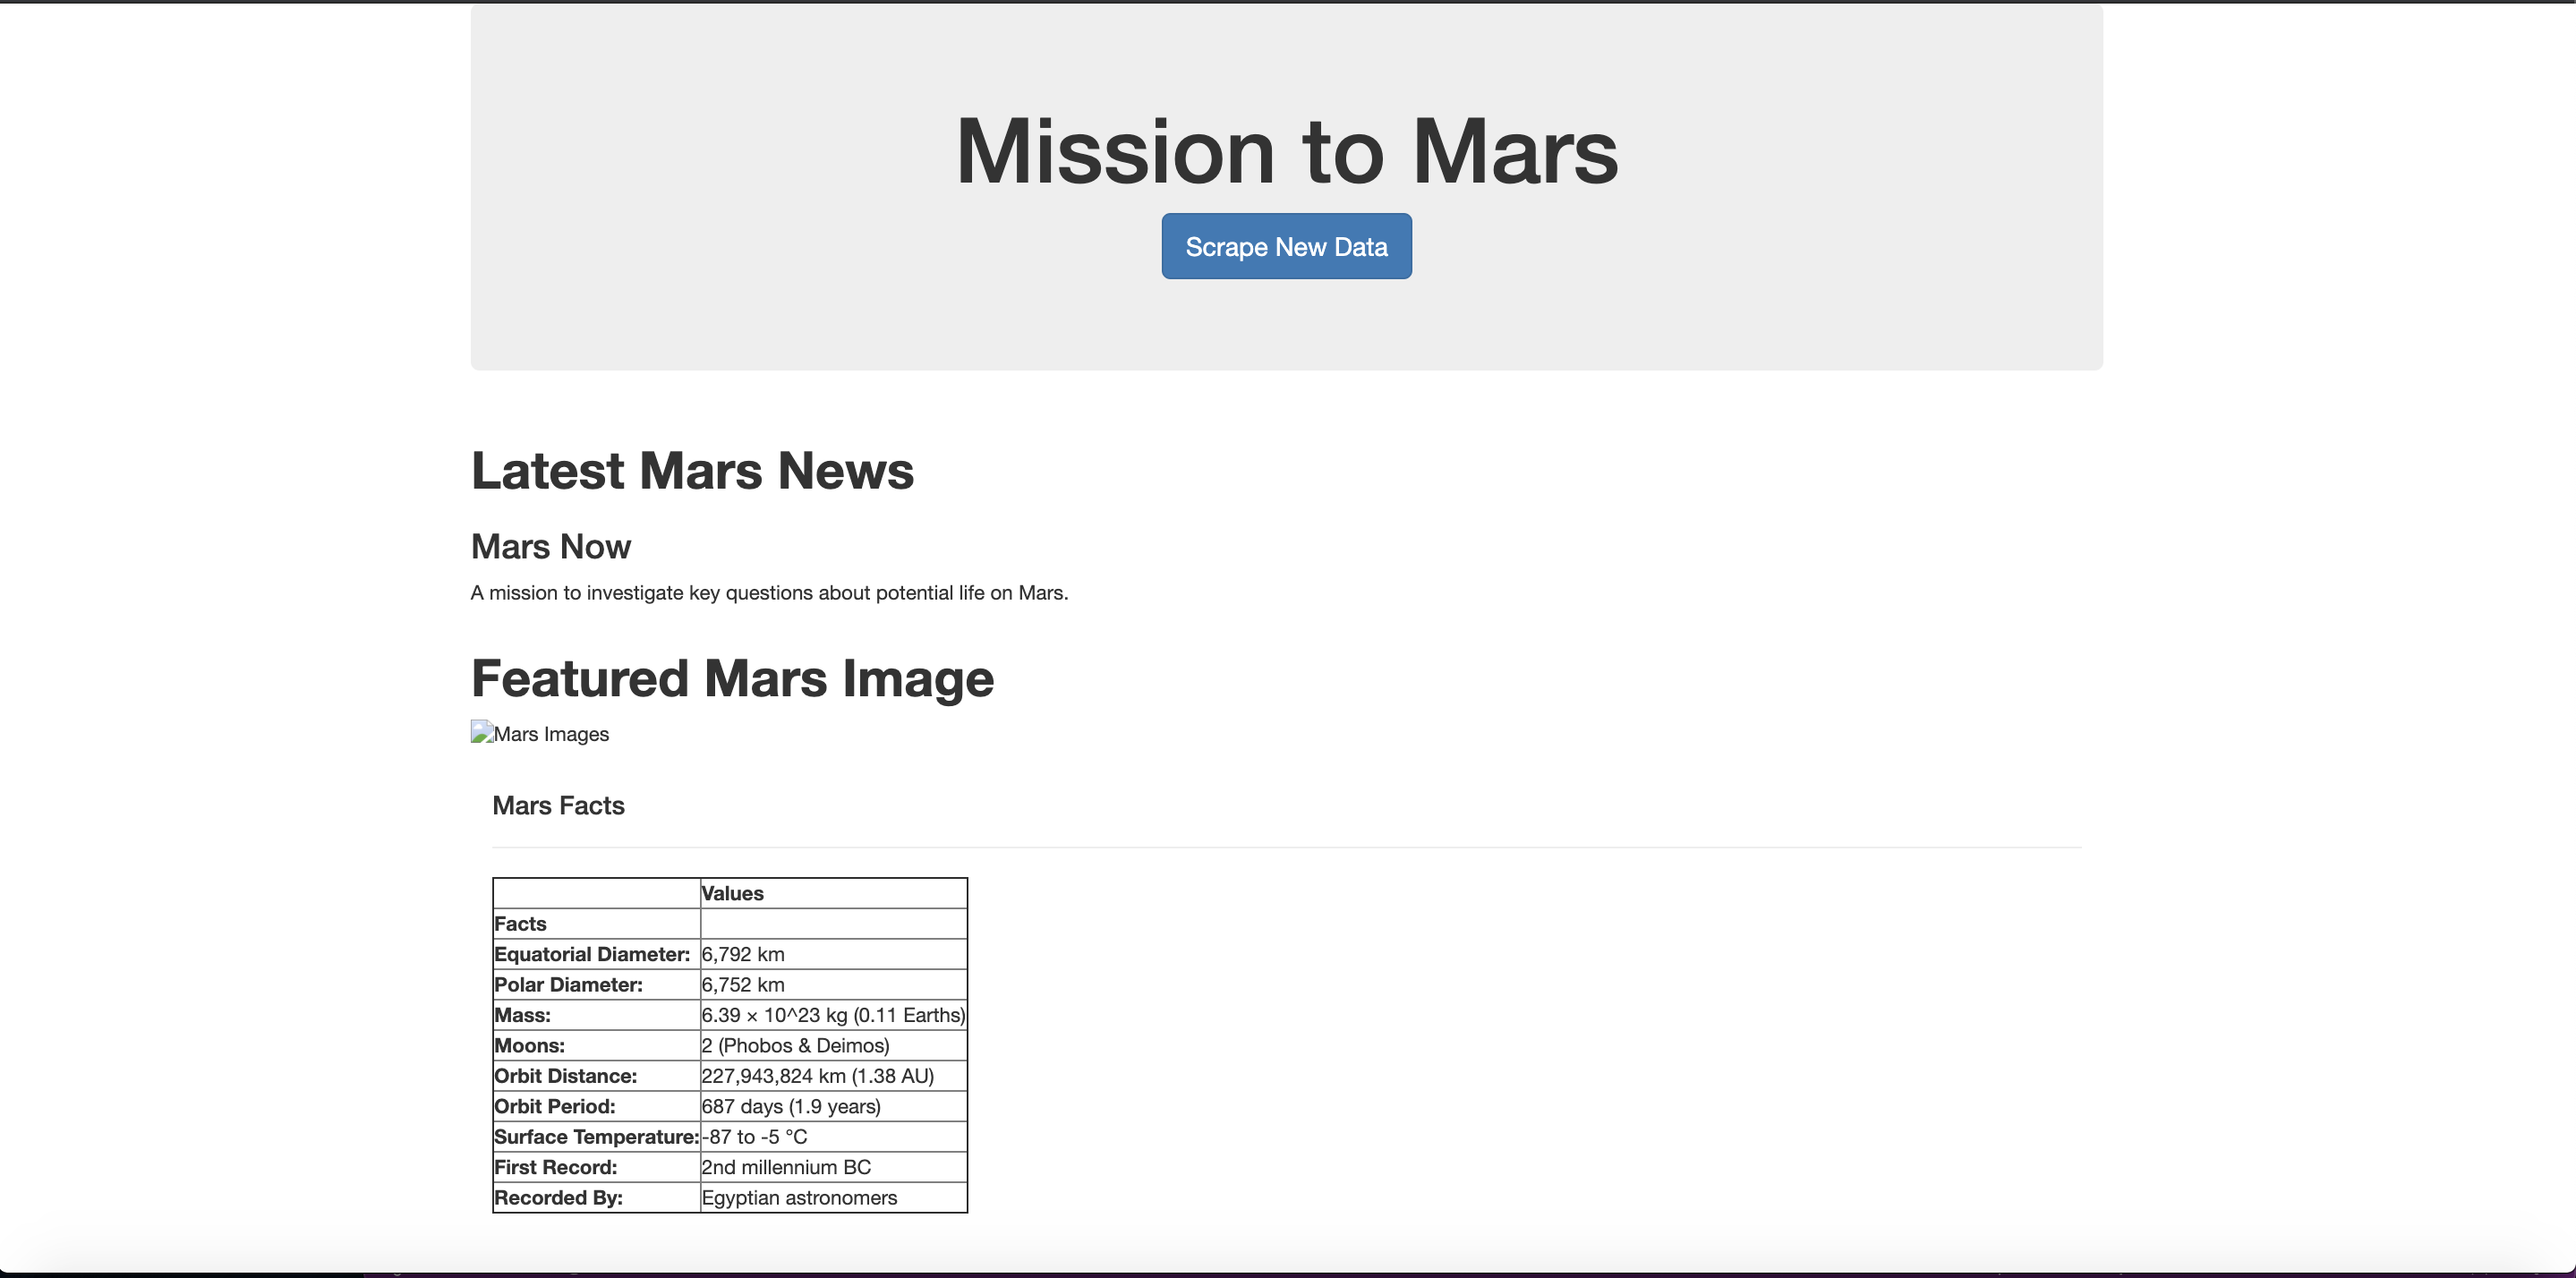 Mission to Mars
Scrape New Data
Latest Mars News
Mars Now
A mission to investigate key questions about potential life on Mars.
Featured Mars Image
Mars Images
Mars Facts
Values
Facts
Equatorial Diameter: 6,792 km
Polar Diameter: 6,752 km
Mass: 6.39 × 10^23 kg (0.11 Earths)
Moons: 2 (Phobos & Deimos)
Orbit Distance: 227,943,824 km (1.38 AU)
Orbit Period: 687 days (1.9 years)
Surface Temperature: -87 to -5 °C
First Record: 2nd millennium BC
Recorded By: Egyptian astronomers